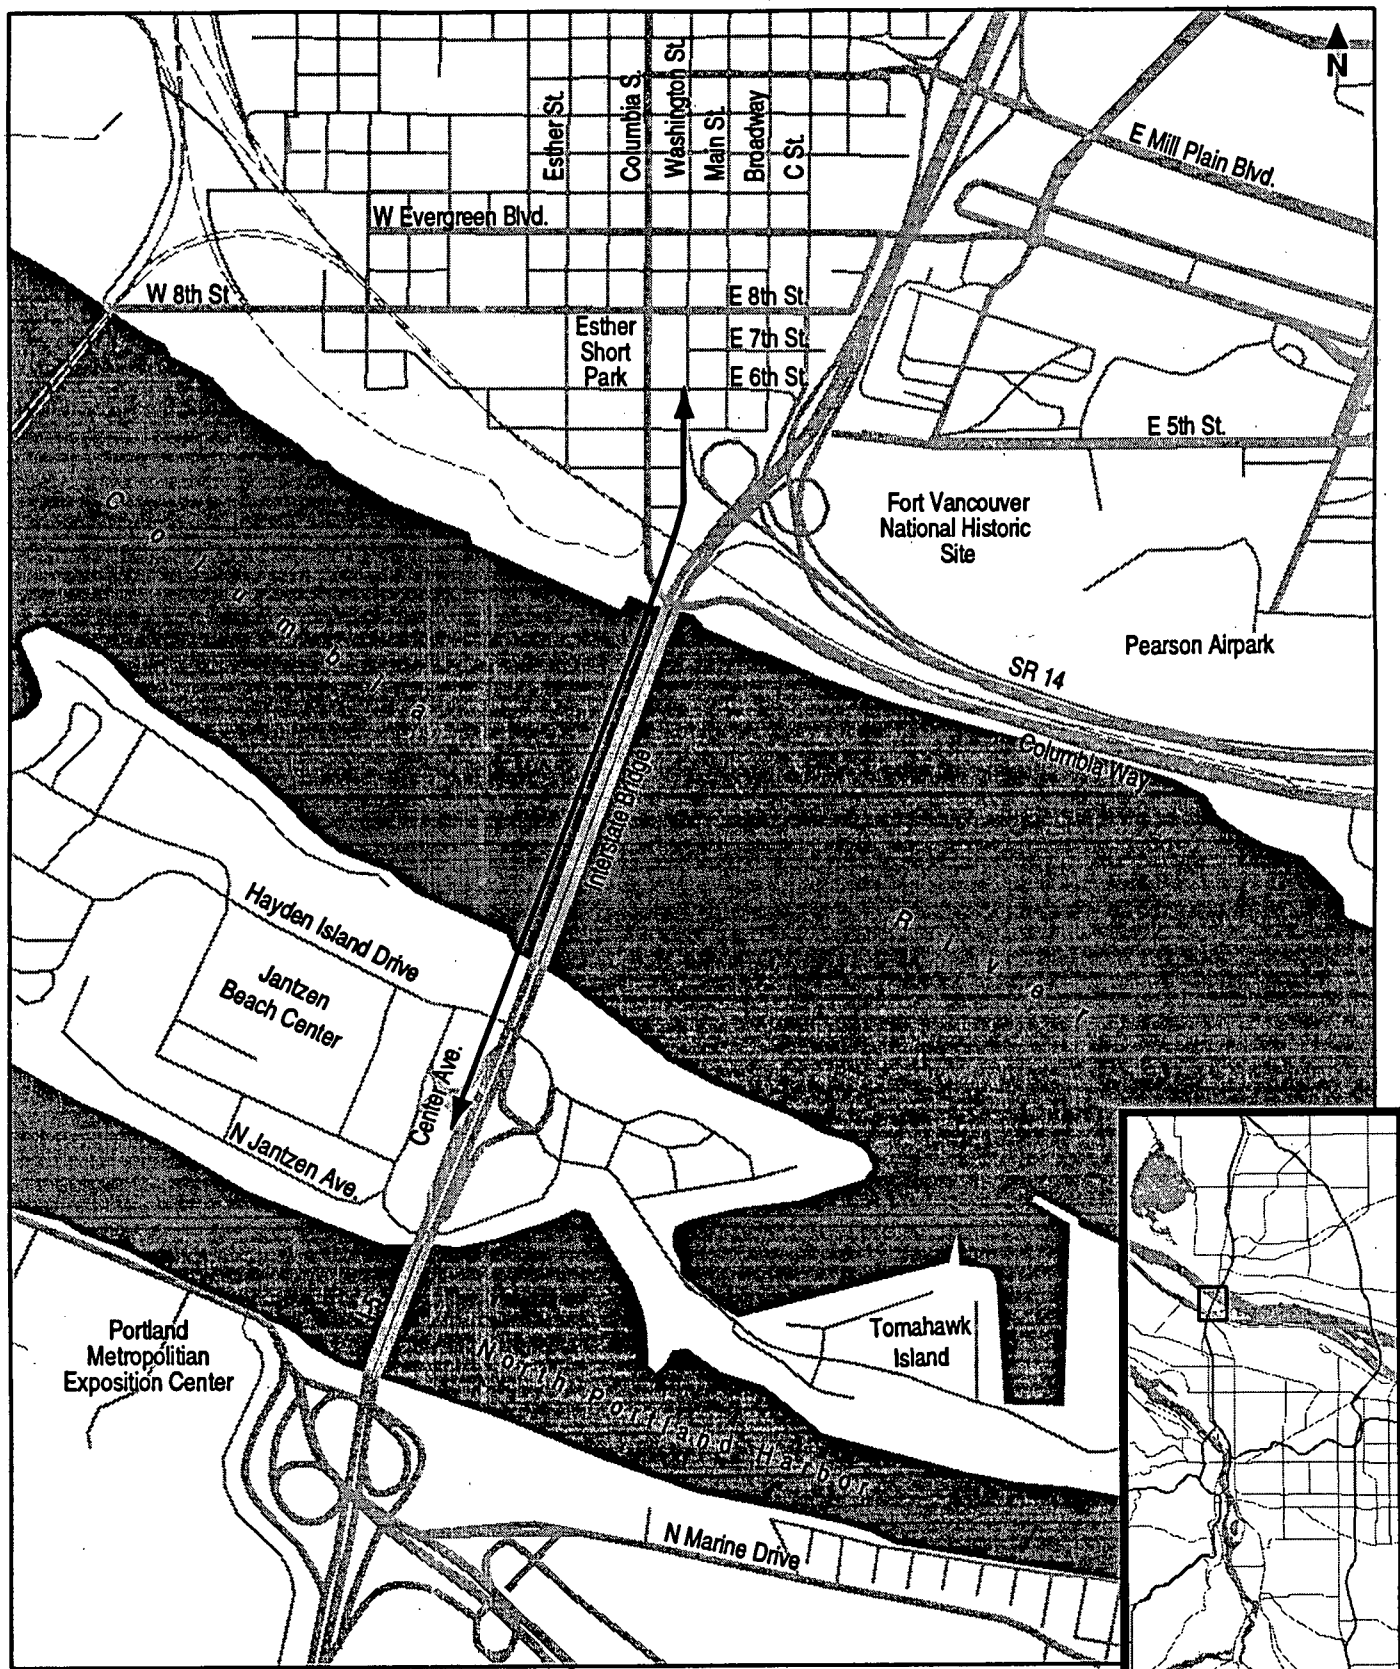 N
Esther St.
Columbia S.
Washington St.
Main St.
Broadway
C St.
E Mill Plain Blvd.
W Evergreen Blvd.
W 8th St
E 8th St.
Esther
Short
Park
E 7th St.
E 6th St.
E 5th St.
Fort Vancouver
National Historic
Site
Pearson Airpark
SR 14
Columbia Way
Columbia
River
Interstate Bridge
Hayden Island Drive
Jantzen
Beach Center
Center Ave.
N Jantzen Ave.
Tomahawk
Island
Portland
Metropolitian
Exposition Center
North Portland Harbor
N Marine Drive